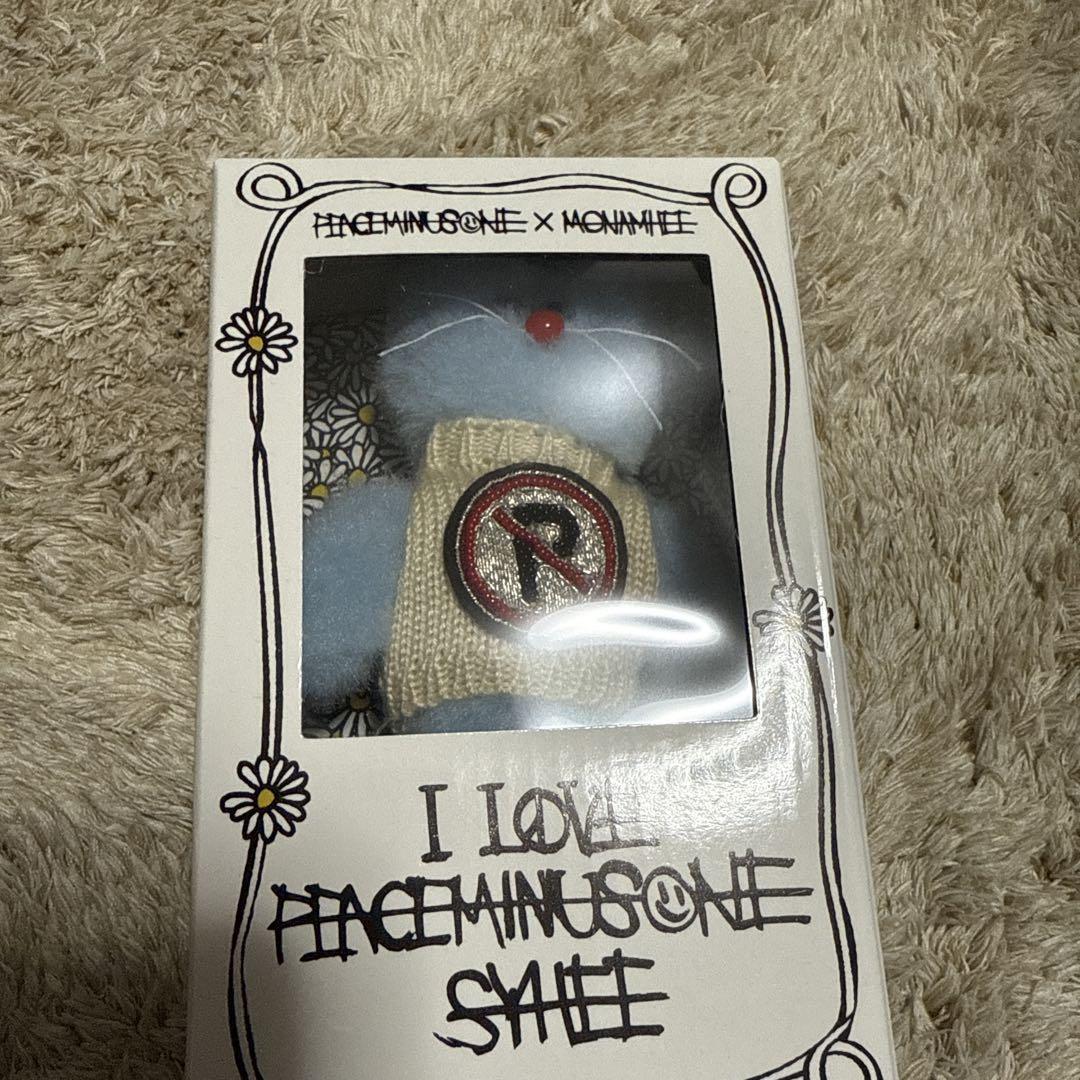 PEACEMINUSONE × MONAMHEE
P
I LOVE
PEACEMINUSONE
SYHEE